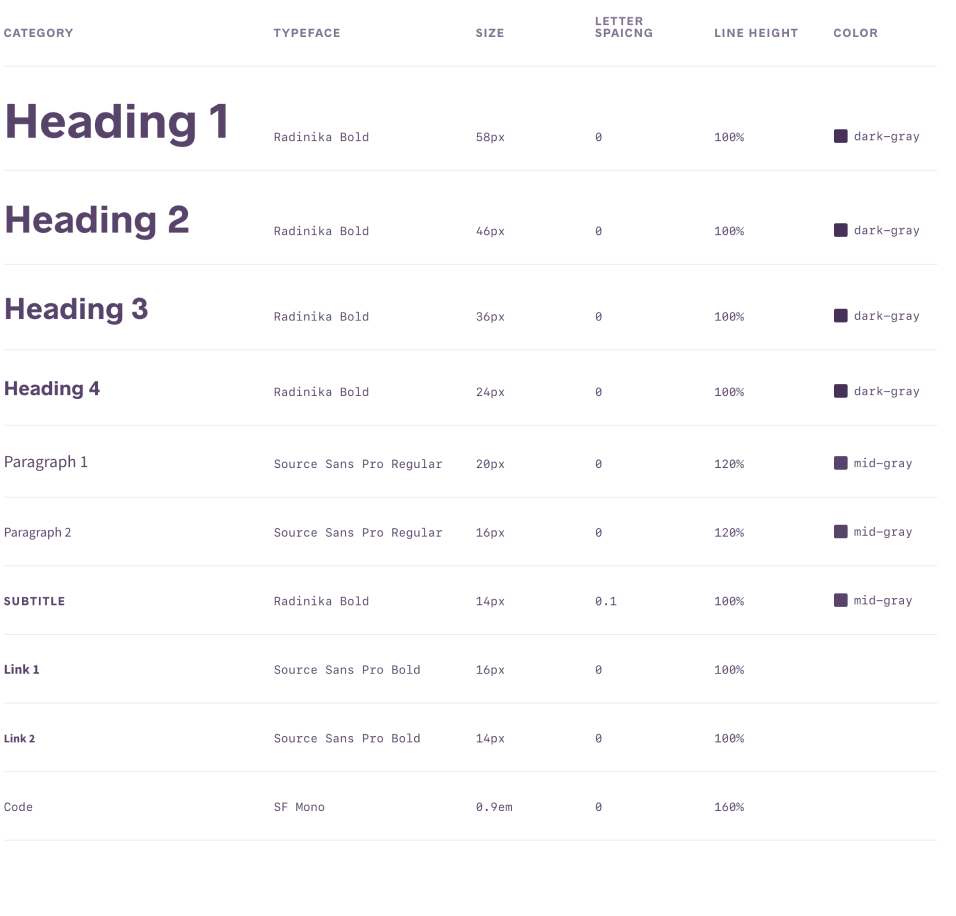 CATEGORY TYPEFACE SIZE LETTER SPAICNG LINE HEIGHT COLOR
Heading 1 Radinika Bold 58px 0 100% dark-gray
Heading 2 Radinika Bold 46px 0 100% dark-gray
Heading 3 Radinika Bold 36px 0 100% dark-gray
Heading 4 Radinika Bold 24px 0 100% dark-gray
Paragraph 1 Source Sans Pro Regular 20px 0 120% mid-gray
Paragraph 2 Source Sans Pro Regular 16px 0 120% mid-gray
SUBTITLE Radinika Bold 14px 0.1 100% mid-gray
Link 1 Source Sans Pro Bold 16px 0 100%
Link 2 Source Sans Pro Bold 14px 0 100%
Code SF Mono 0.9em 0 160%